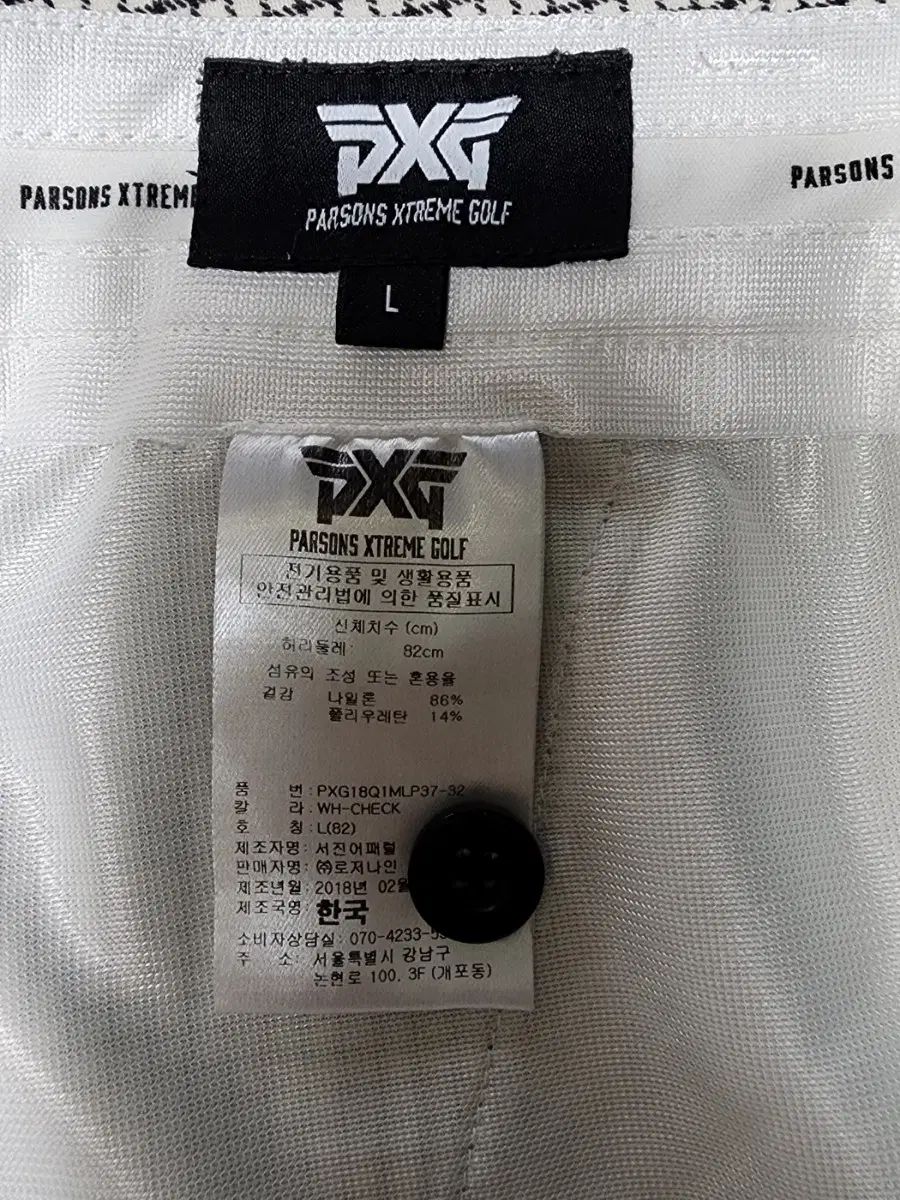 PXG
PARSONS XTREME GOLF
PARSONS XTREME
PARSONS
L
PXG
PARSONS XTREME GOLF
전기용품 및 생활용품
안전관리법에 의한 품질표시
신체치수 (cm)
허리둘레: 82cm
섬유의 조성 또는 혼용율
겉감 나일론 86%
폴리우레탄 14%
품 번 : PXG18Q1MLP37-32
칼 라 : WH-CHECK
호 칭 : L(82)
제조자명: 서진어패럴
판매자명: ㈜로저나인
제조년월: 2018년 02월
제조국명: 한국
소비자상담실: 070-4233-
주 소: 서울특별시 강남구
논현로 100. 3F (개포동)